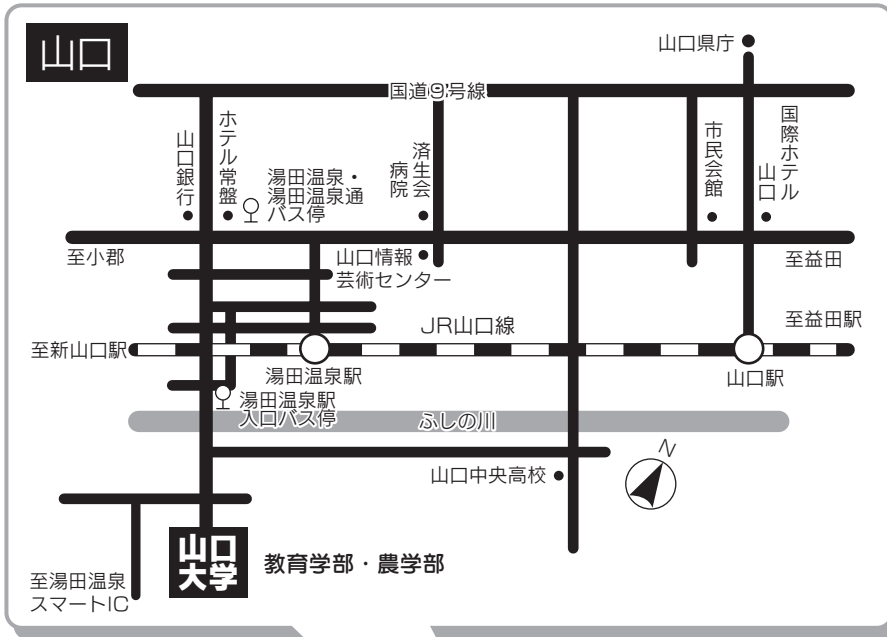 山口
山口県庁
国道9号線
ホテル常盤
山口銀行
湯田温泉・
湯田温泉通
バス停
済生会
病院
市民会館
国際ホテル
山口
至小郡
山口情報
芸術センター
至益田
JR山口線
至益田駅
至新山口駅
湯田温泉駅
山口駅
湯田温泉駅
入口バス停
ふしの川
N
山口中央高校
山口
大学
教育学部・農学部
至湯田温泉
スマートIC